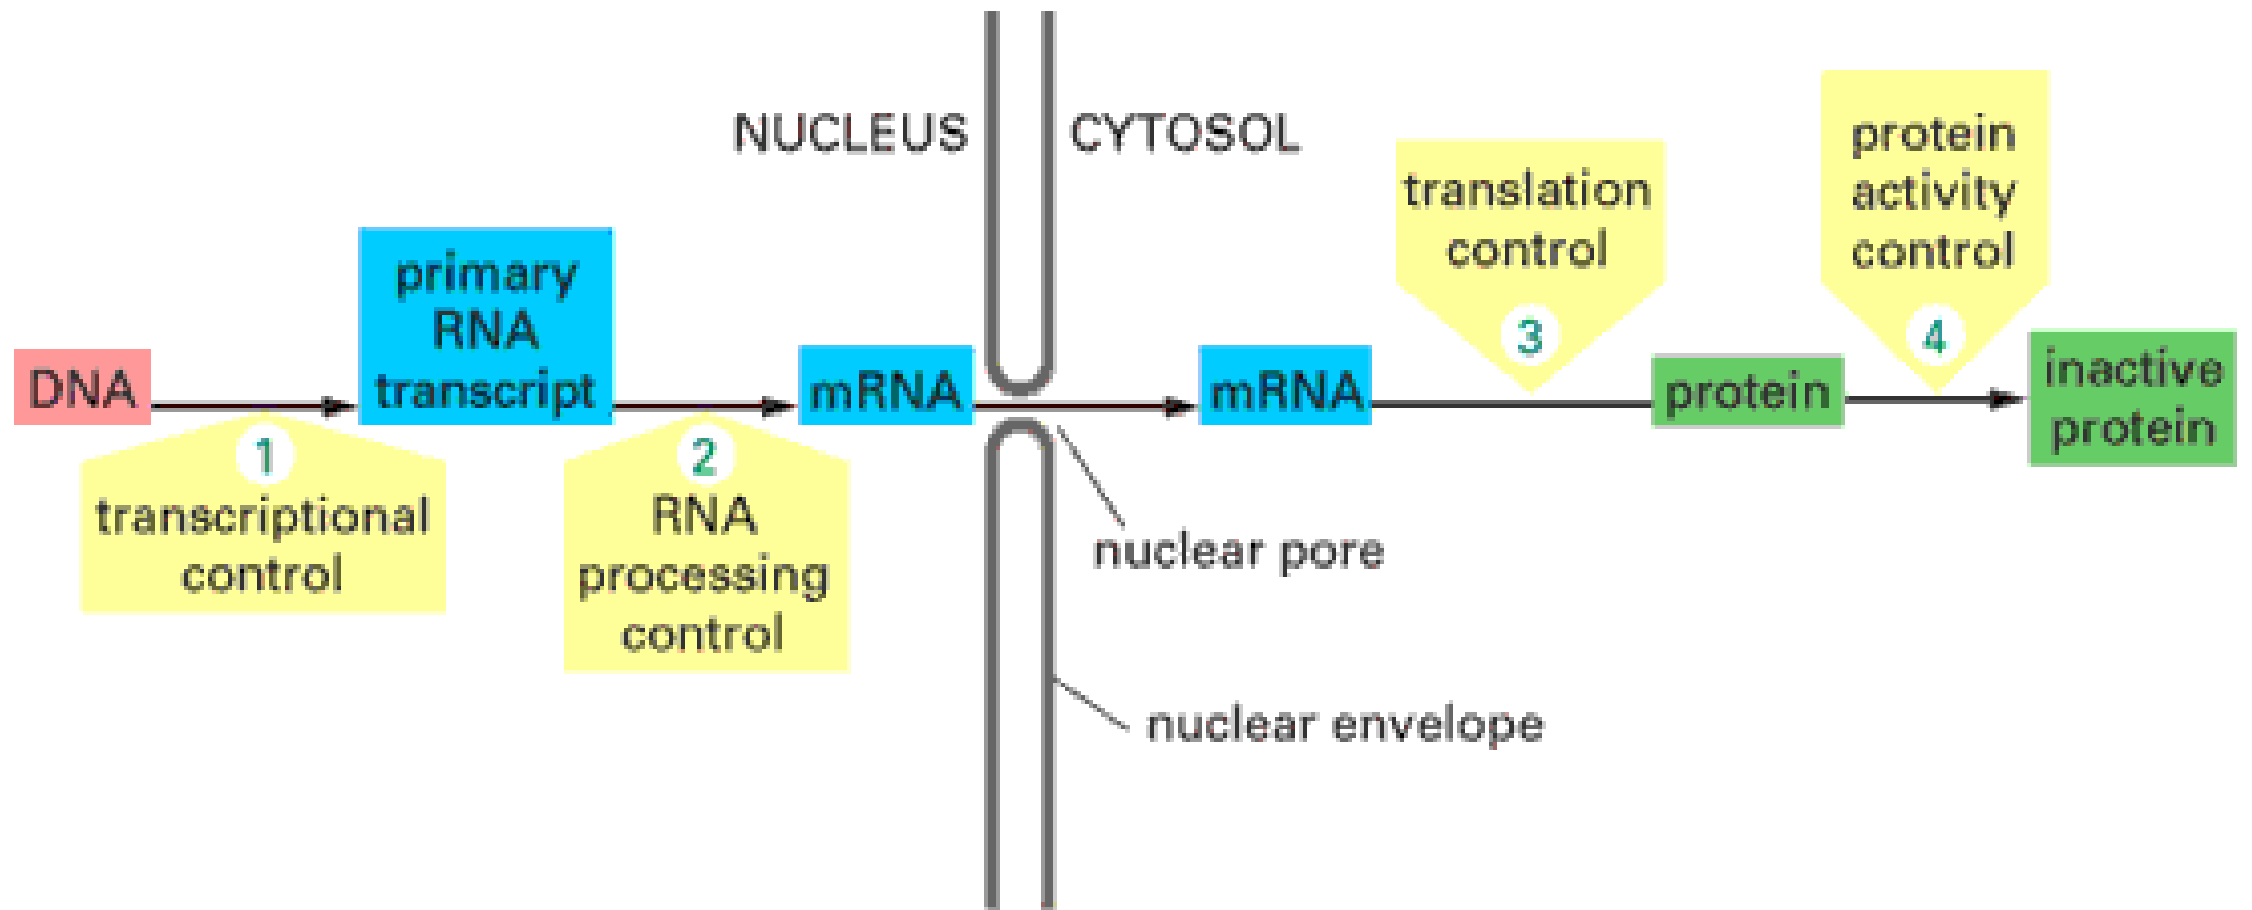 NUCLEUS
CYTOSOL
DNA
primary
RNA
transcript
mRNA
mRNA
protein
inactive
protein
1
transcriptional
control
2
RNA
processing
control
translation
control
3
protein
activity
control
4
nuclear pore
nuclear envelope